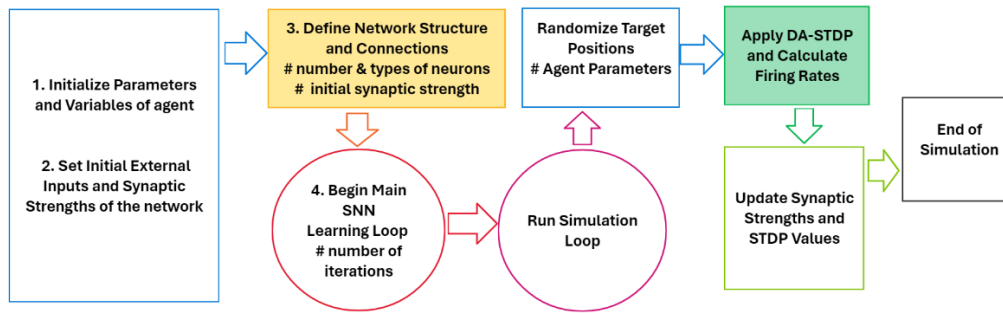 1. Initialize Parameters
and Variables of agent
2. Set Initial External
Inputs and Synaptic
Strengths of the network
3. Define Network Structure
and Connections
# number & types of neurons
# initial synaptic strength
4. Begin Main
SNN
Learning Loop
# number of
iterations
Run Simulation
Loop
Randomize Target
Positions
# Agent Parameters
Apply DA-STDP
and Calculate
Firing Rates
Update Synaptic
Strengths and
STDP Values
End of
Simulation